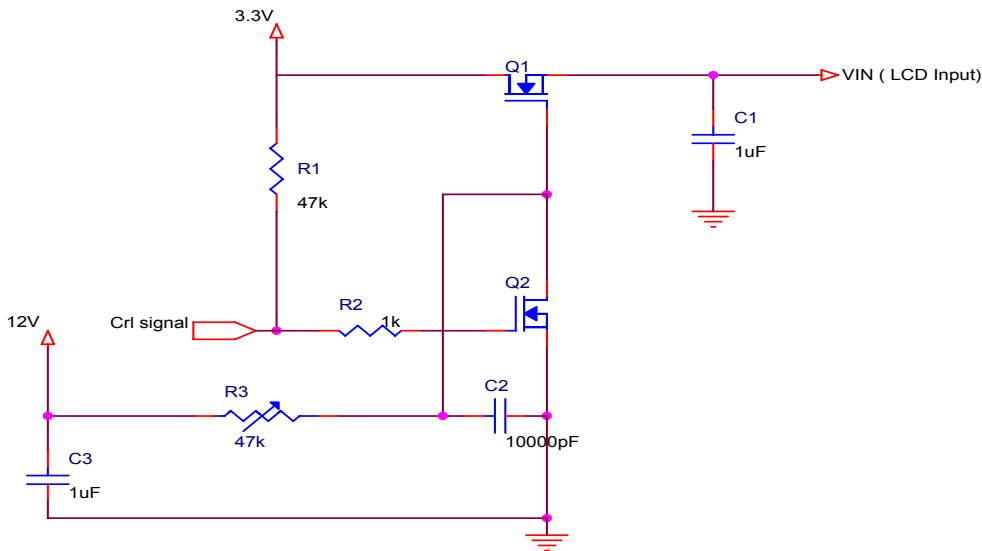 3.3V
Q1
VIN ( LCD Input)
C1
1uF
R1
47k
Q2
R2
1k
Crl signal
12V
R3
47k
C2
10000pF
C3
1uF